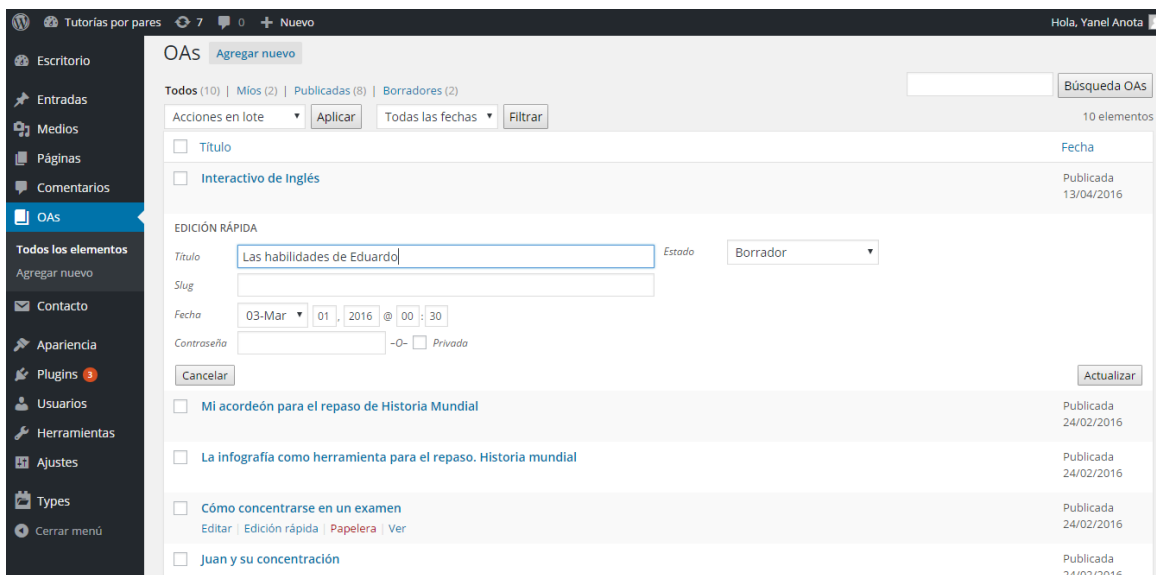 Tutorías por pares 7 0 + Nuevo Hola, Yanel Anota
Escritorio
Entradas
Medios
Páginas
Comentarios
OAs
Todos los elementos
Agregar nuevo
Contacto
Apariencia
Plugins 3
Usuarios
Herramientas
Ajustes
Types
Cerrar menú
OAs Agregar nuevo
Todos (10) | Míos (2) | Publicadas (8) | Borradores (2)
Búsqueda OAs
Acciones en lote Aplicar Todas las fechas Filtrar 10 elementos
Título Fecha
Interactivo de Inglés Publicada
13/04/2016
EDICIÓN RÁPIDA
Título Las habilidades de Eduardo Estado Borrador
Slug
Fecha 03-Mar 01 , 2016 @ 00 : 30
Contraseña –O– Privada
Cancelar Actualizar
Mi acordeón para el repaso de Historia Mundial Publicada
24/02/2016
La infografía como herramienta para el repaso. Historia mundial Publicada
24/02/2016
Cómo concentrarse en un examen Publicada
Editar | Edición rápida | Papelera | Ver 24/02/2016
Juan y su concentración Publicada
24/02/2016